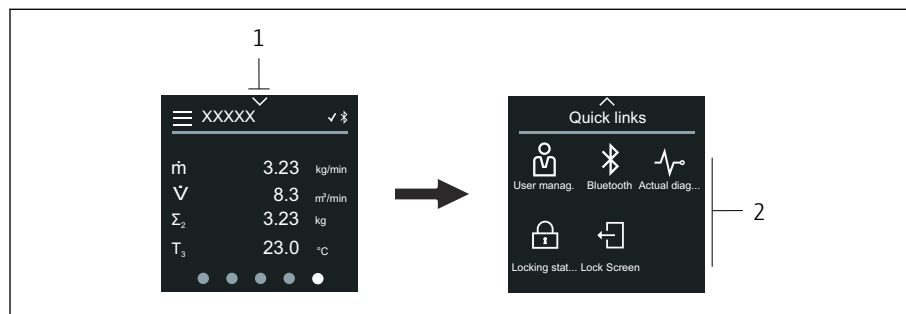 1
XXXXX
ṁ 3.23 kg/min
V̇ 8.3 m³/min
Σ₂ 3.23 kg
T₃ 23.0 °C
Quick links
User manag. Bluetooth Actual diag...
Locking stat... Lock Screen
2